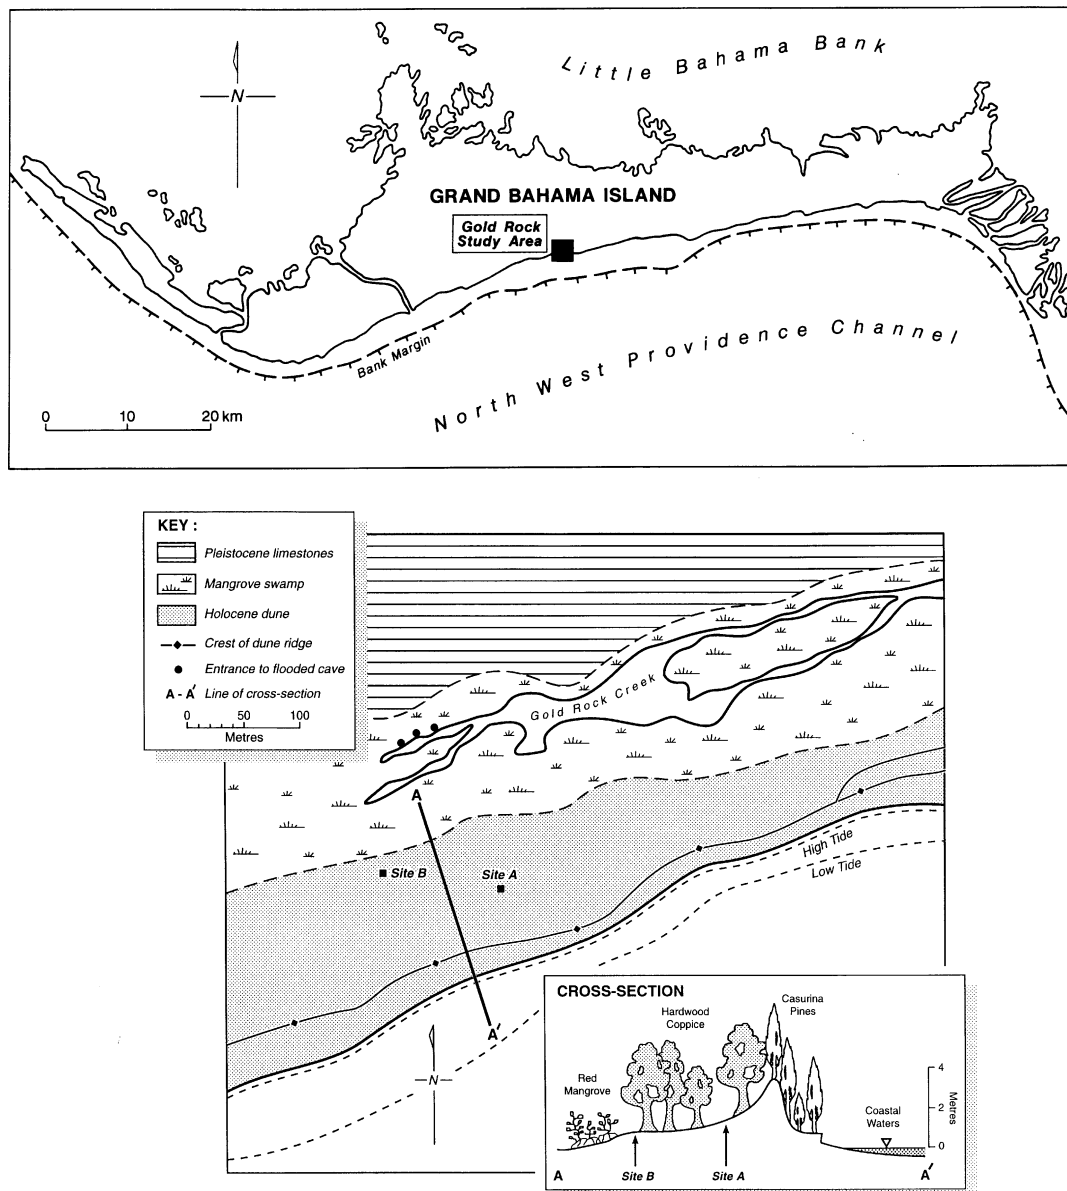 Little Bahama Bank
N
GRAND BAHAMA ISLAND
Gold Rock
Study Area
Bank Margin
North West Providence Channel
0 10 20 km
KEY :
Pleistocene limestones
Mangrove swamp
Holocene dune
Crest of dune ridge
Entrance to flooded cave
A - A' Line of cross-section
0 50 100
Metres
Gold Rock Creek
A
Site B
Site A
High Tide
Low Tide
A'
N
CROSS-SECTION
Casurina
Pines
Hardwood
Coppice
Red
Mangrove
Coastal
Waters
4
2
0
Metres
A
Site B
Site A
A'